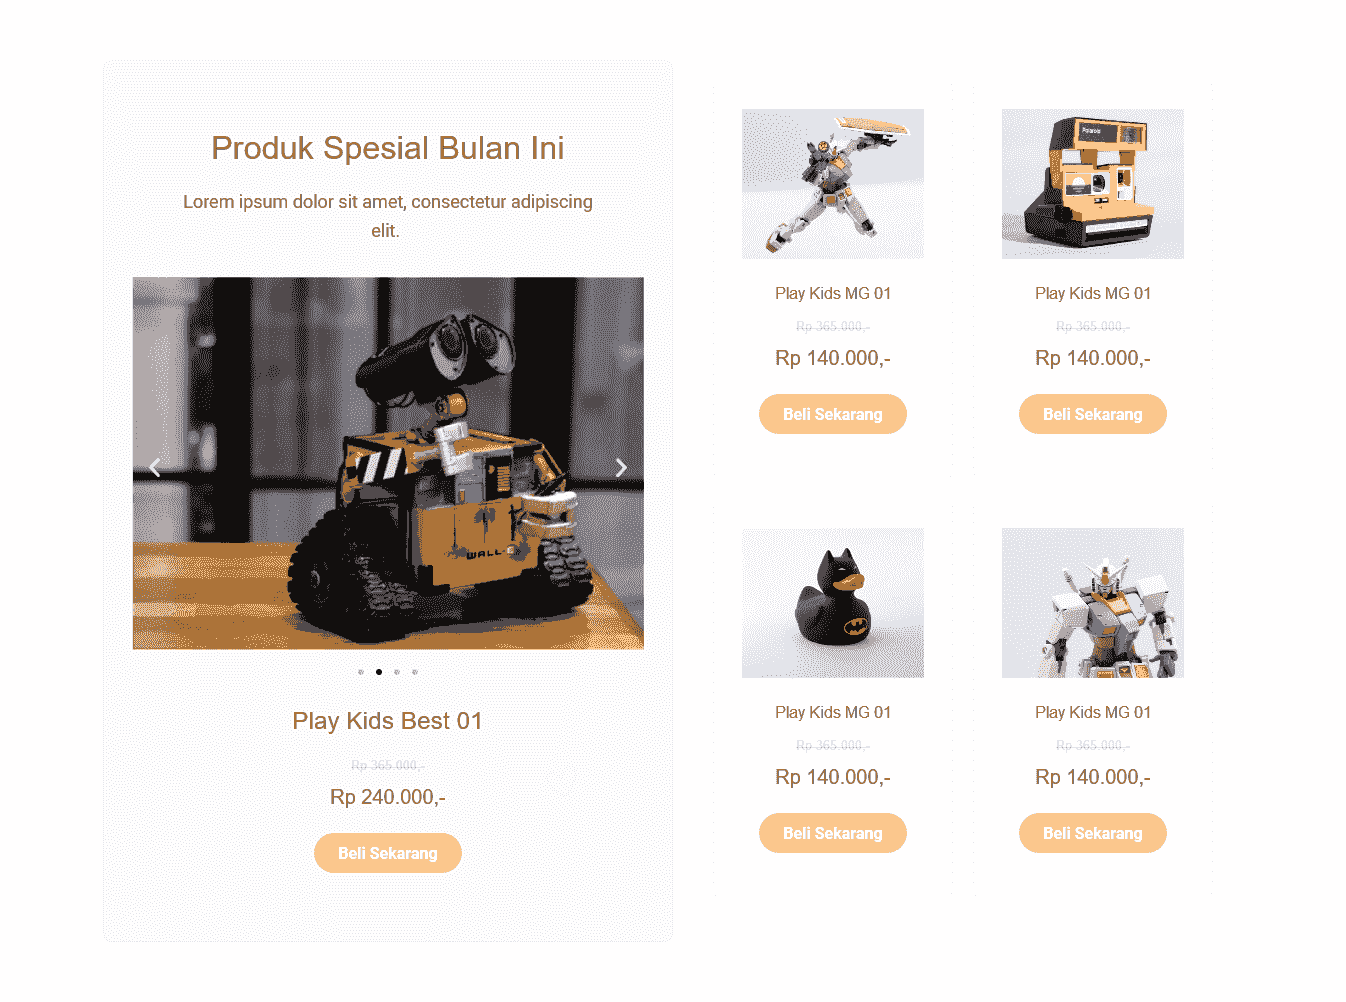 Produk Spesial Bulan Ini
Lorem ipsum dolor sit amet, consectetur adipiscing
elit.
WALL-E
Play Kids Best 01
Rp 365.000,-
Rp 240.000,-
Beli Sekarang
Play Kids MG 01
Rp 365.000,-
Rp 140.000,-
Beli Sekarang
Polaroid
Play Kids MG 01
Rp 365.000,-
Rp 140.000,-
Beli Sekarang
Play Kids MG 01
Rp 365.000,-
Rp 140.000,-
Beli Sekarang
Play Kids MG 01
Rp 365.000,-
Rp 140.000,-
Beli Sekarang